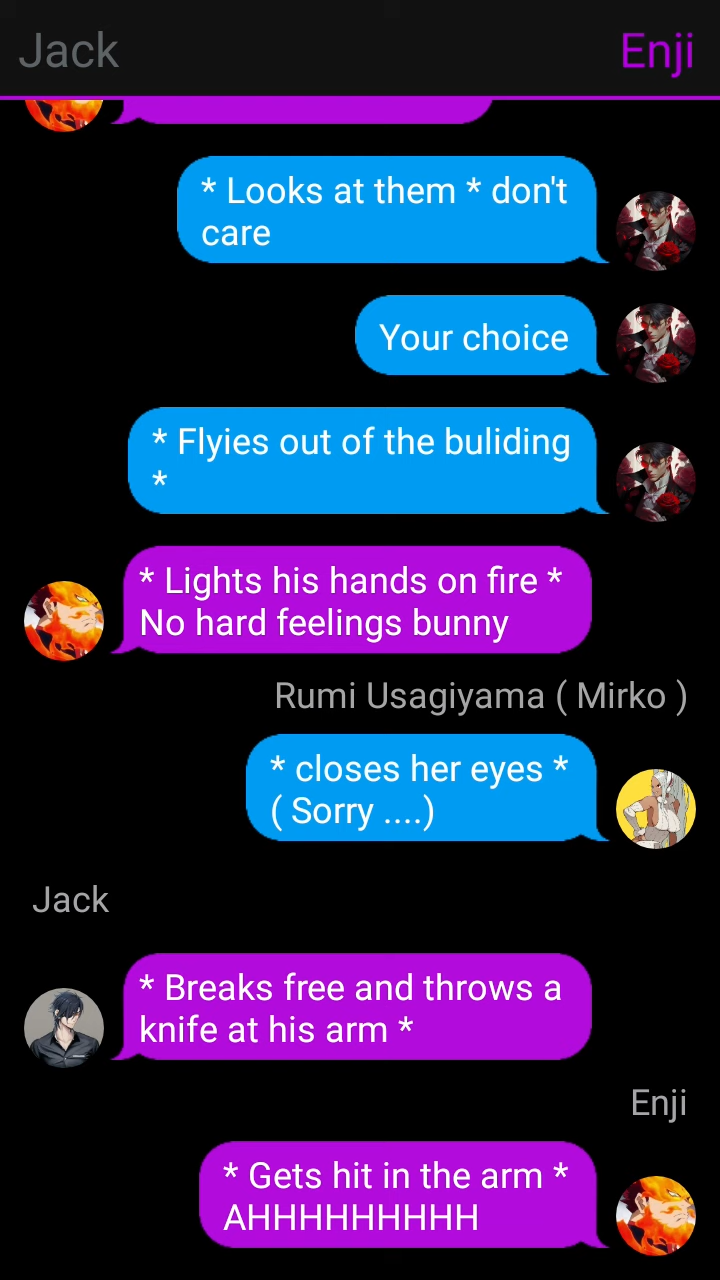 Jack
Enji
* Looks at them * don't
care
Your choice
* Flyies out of the buliding
*
* Lights his hands on fire *
No hard feelings bunny
Rumi Usagiyama ( Mirko )
* closes her eyes *
( Sorry ....)
Jack
* Breaks free and throws a
knife at his arm *
Enji
* Gets hit in the arm *
AHHHHHHHHH